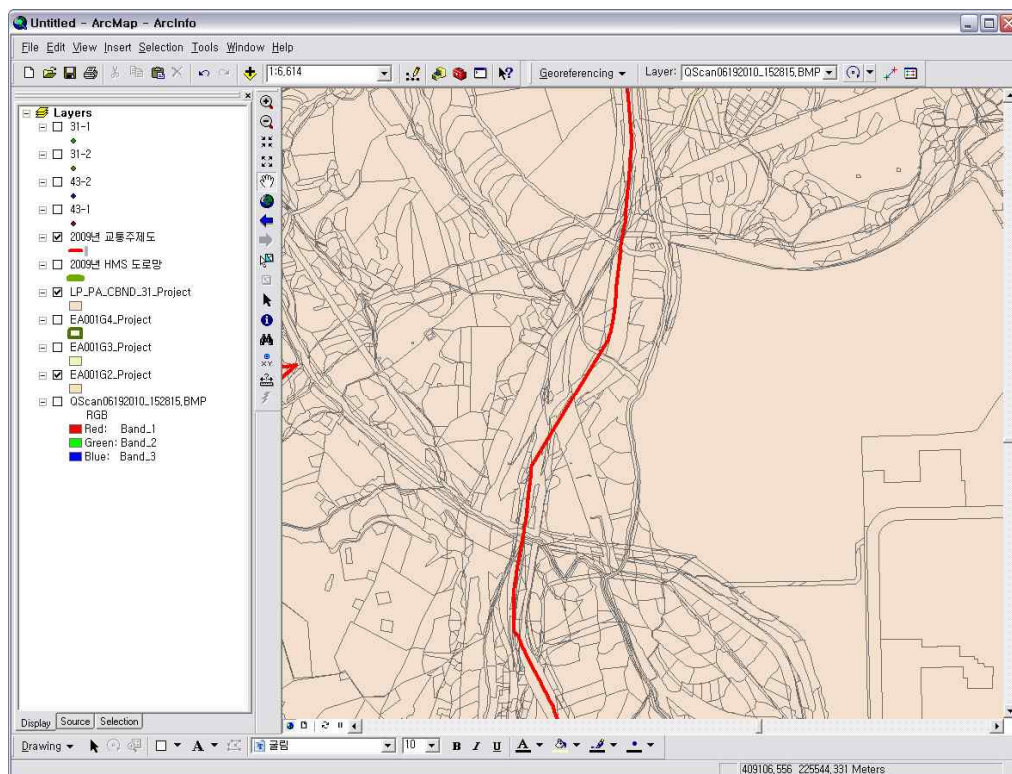 Untitled - ArcMap - ArcInfo
File Edit View Insert Selection Tools Window Help
1:6,614
Georeferencing
Layer: QScan06192010_152815.BMP
Layers
31-1
31-2
43-2
43-1
2009년 교통주제도
2009년 HMS 도로망
LP_PA_CBND_31_Project
EA001G4_Project
EA001G3_Project
EA001G2_Project
QScan06192010_152815.BMP
RGB
Red: Band_1
Green: Band_2
Blue: Band_3
XY
Display Source Selection
Drawing A 굴림 10 B I U A
409106,556 225544,331 Meters